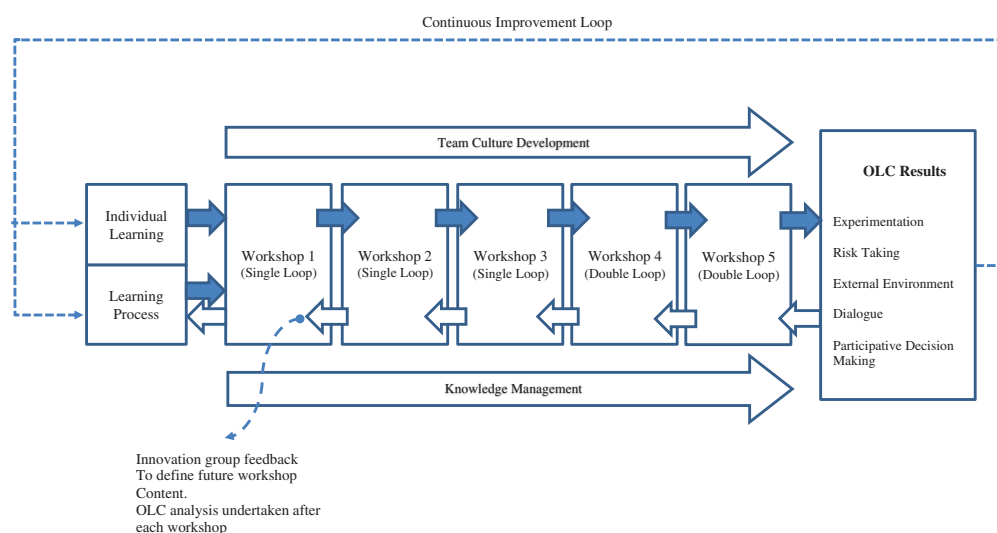 Continuous Improvement Loop
Team Culture Development
OLC Results
Individual
Learning
Experimentation
Workshop 1
(Single Loop)
Workshop 2
(Single Loop)
Workshop 3
(Single Loop)
Workshop 4
(Double Loop)
Workshop 5
(Double Loop)
Risk Taking
External Environment
Learning
Process
Dialogue
Participative Decision
Making
Knowledge Management
Innovation group feedback
To define future workshop
Content.
OLC analysis undertaken after
each workshop